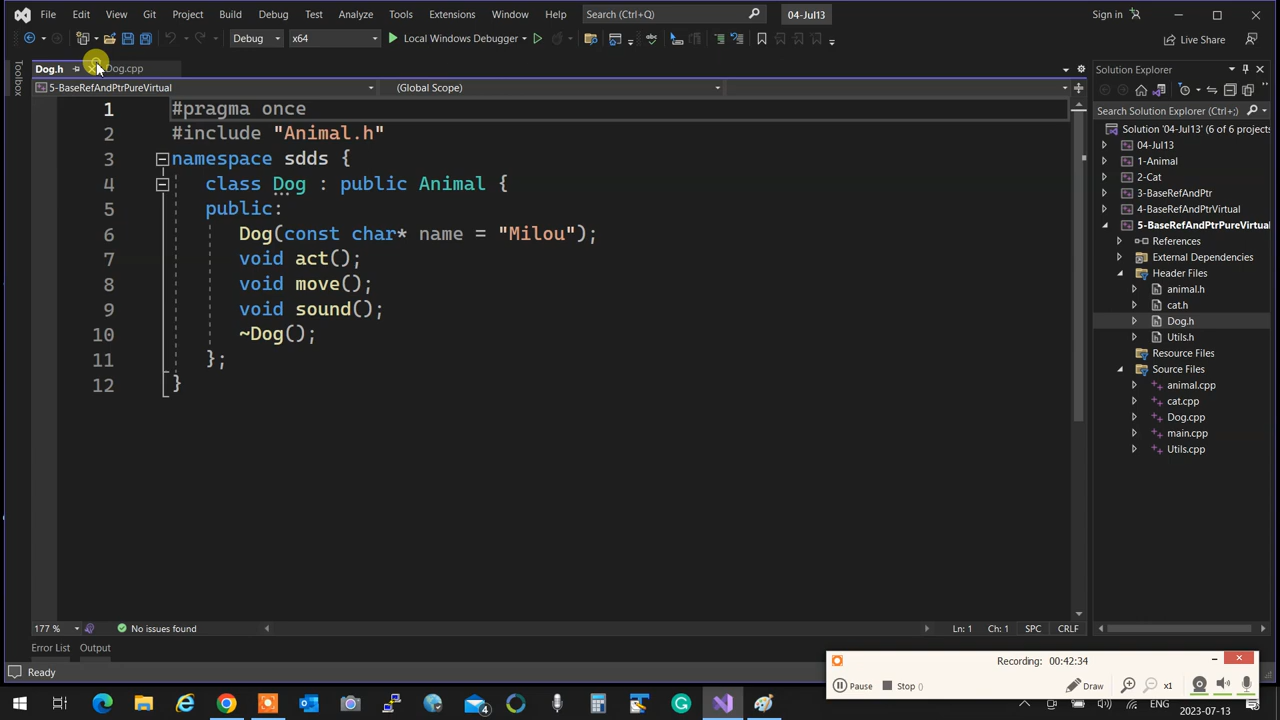 File Edit View Git Project Build Debug Test Analyze Tools Extensions Window Help Search (Ctrl+Q) 04-Jul13 Sign in
Debug x64 Local Windows Debugger Live Share
Toolbox
Dog.h Dog.cpp
5-BaseRefAndPtrPureVirtual (Global Scope)
1 #pragma once
2 #include "Animal.h"
3 namespace sdds {
4 class Dog : public Animal {
5 public:
6 Dog(const char* name = "Milou");
7 void act();
8 void move();
9 void sound();
10 ~Dog();
11 };
12 }
Solution Explorer
Search Solution Explorer (Ctrl+;)
Solution '04-Jul13' (6 of 6 projects
04-Jul13
1-Animal
2-Cat
3-BaseRefAndPtr
4-BaseRefAndPtrVirtual
5-BaseRefAndPtrPureVirtual
References
External Dependencies
Header Files
animal.h
cat.h
Dog.h
Utils.h
Resource Files
Source Files
animal.cpp
cat.cpp
Dog.cpp
main.cpp
Utils.cpp
177 % No issues found Ln: 1 Ch: 1 SPC CRLF
Error List Output
Ready
Recording: 00:42:34
Pause Stop () Draw x1
4 ENG 2023-07-13